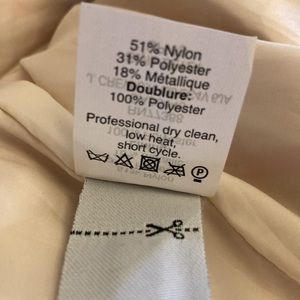 51% Nylon
31% Polyester
18% Métallique
Doublure:
100% Polyester
Professional dry clean,
low heat,
short cycle.
P